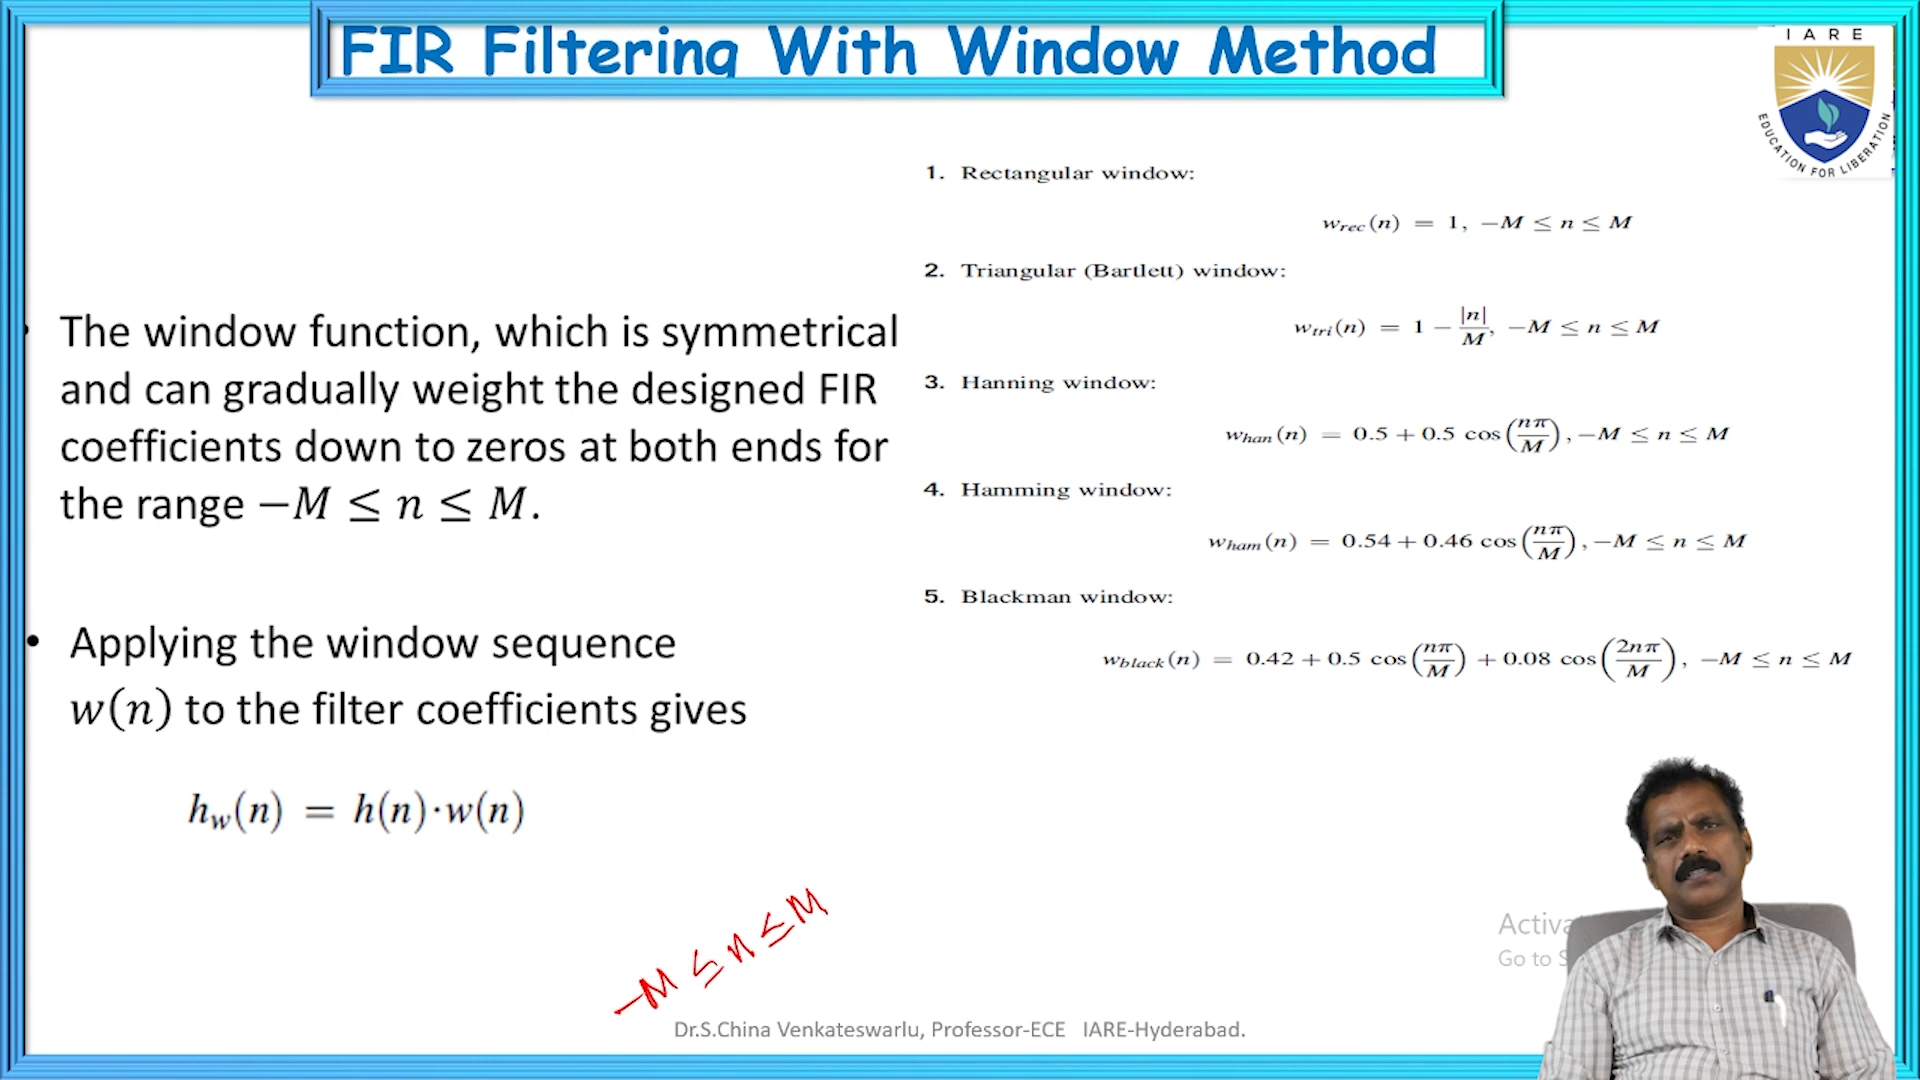 FIR Filtering With Window Method
I A R E
EDUCATION FOR LIBERATION
• The window function, which is symmetrical
and can gradually weight the designed FIR
coefficients down to zeros at both ends for
the range −M ≤ n ≤ M.
• Applying the window sequence
w(n) to the filter coefficients gives
h_w(n) = h(n)·w(n)
1. Rectangular window:
w_rec(n) = 1, −M ≤ n ≤ M
2. Triangular (Bartlett) window:
w_tri(n) = 1 − |n|/M, −M ≤ n ≤ M
3. Hanning window:
w_han(n) = 0.5 + 0.5 cos(nπ/M), −M ≤ n ≤ M
4. Hamming window:
w_ham(n) = 0.54 + 0.46 cos(nπ/M), −M ≤ n ≤ M
5. Blackman window:
w_black(n) = 0.42 + 0.5 cos(nπ/M) + 0.08 cos(2nπ/M), −M ≤ n ≤ M
−M ≤ n ≤ M
Go to
Dr.S.China Venkateswarlu, Professor-ECE IARE-Hyderabad.